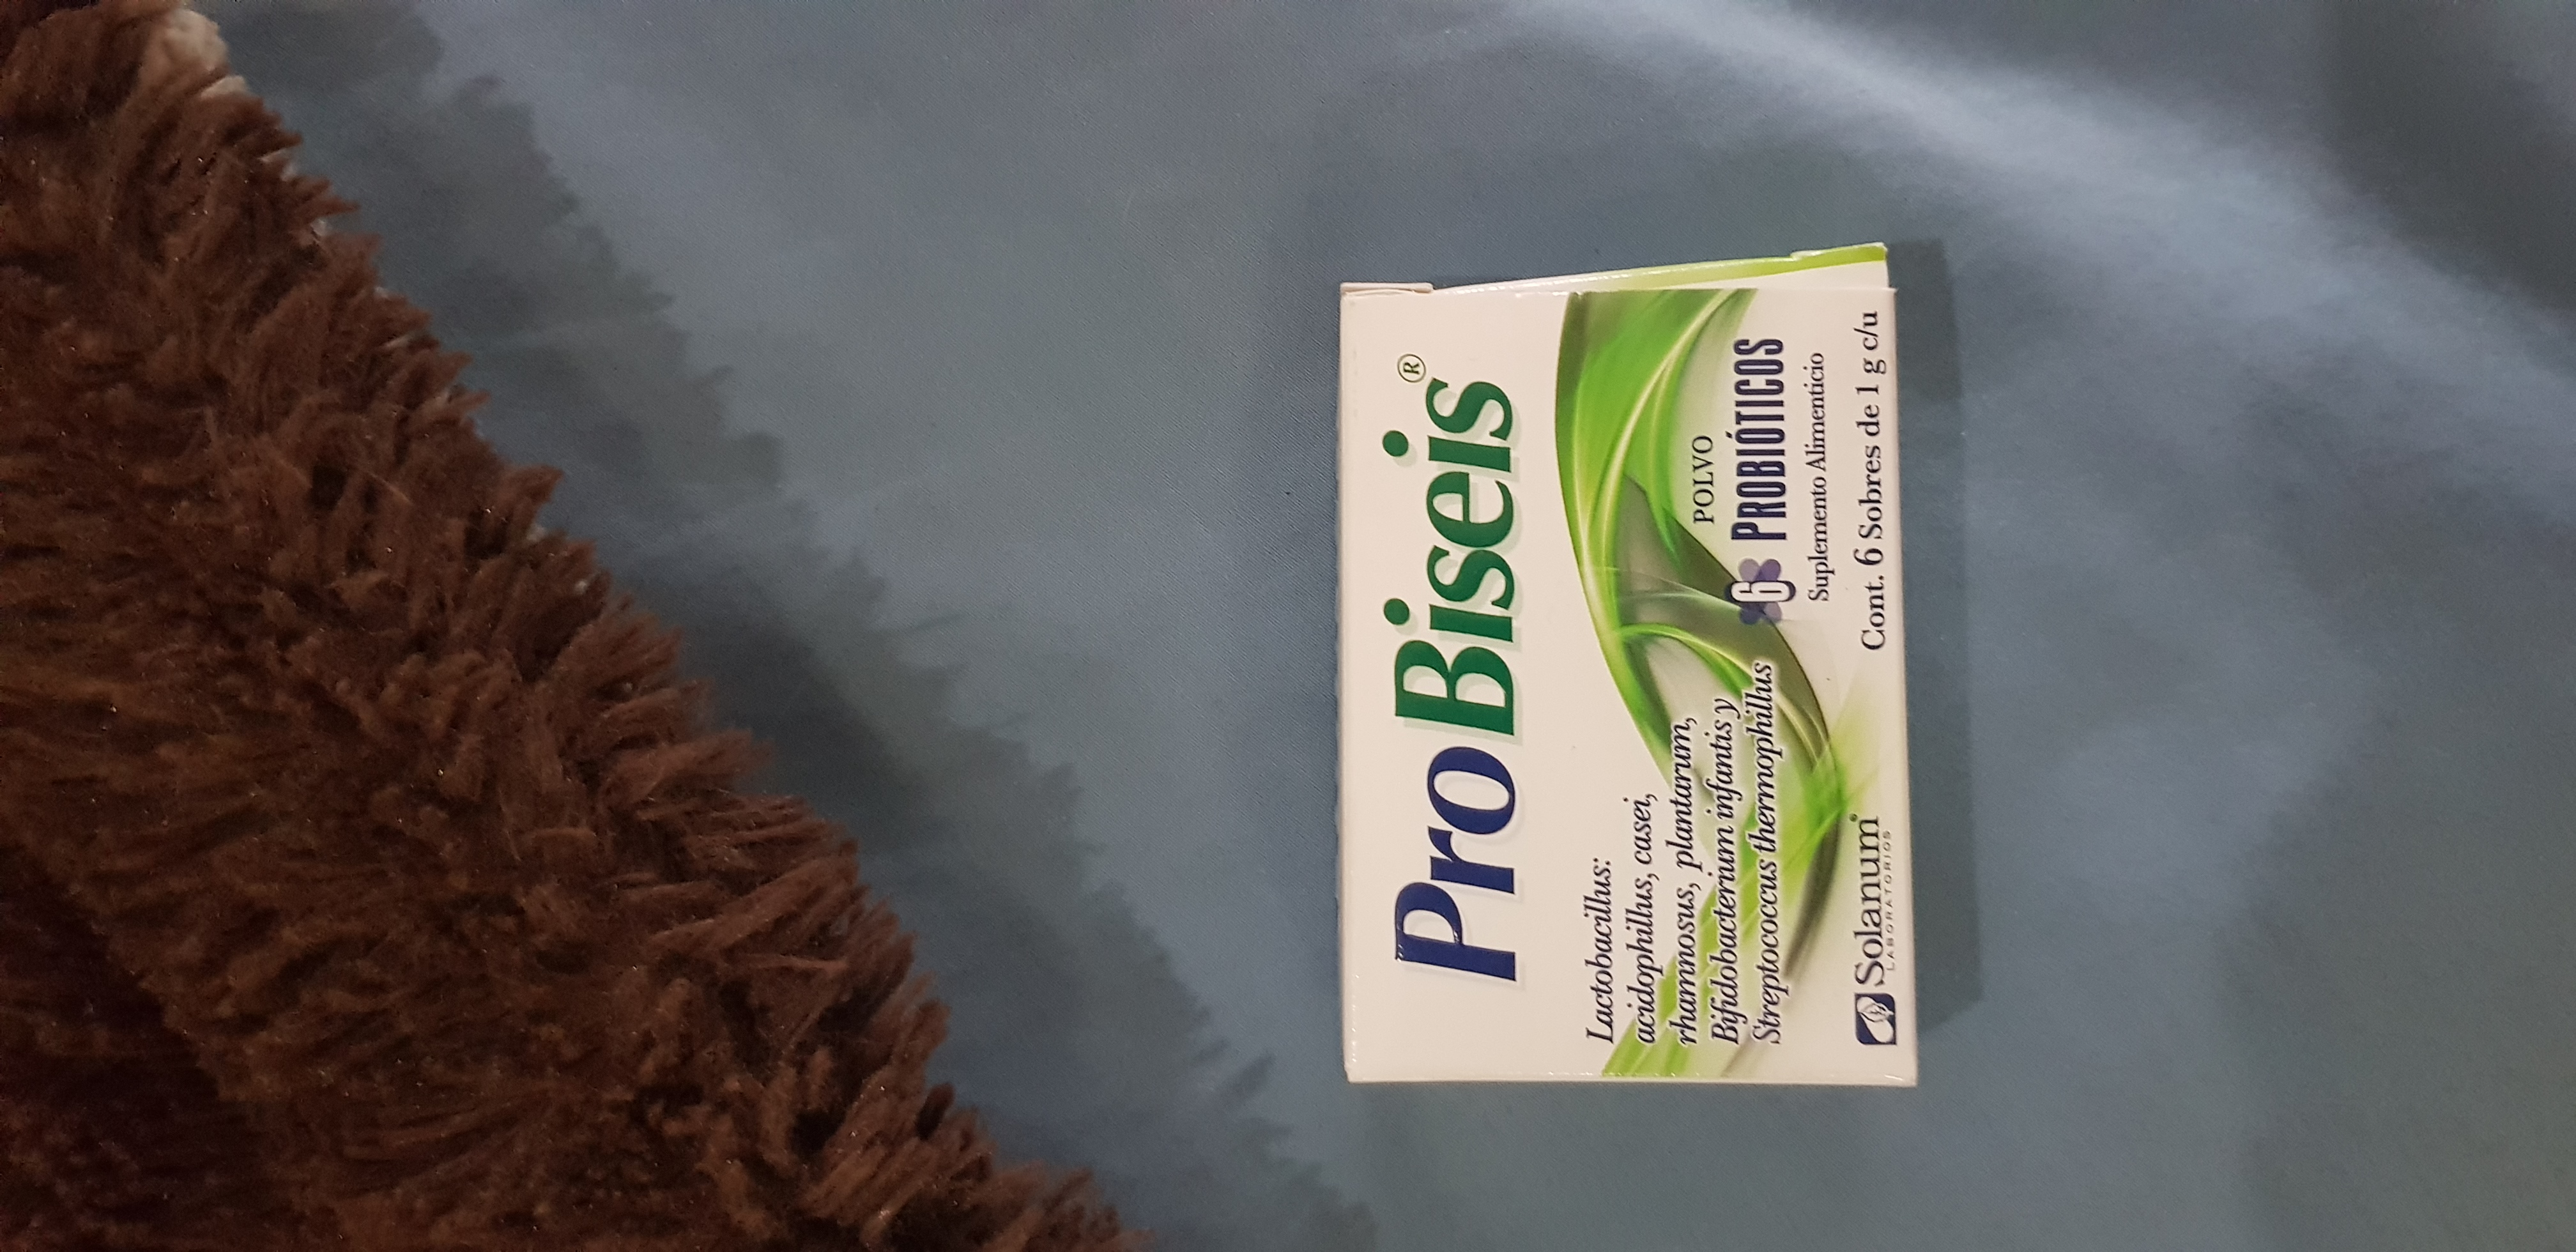 ProBiseis®
Lactobacillus:
acidophillus, casei,
rhamnosus, plantarum,
Bifidobacterium infantis y
Streptococcus thermophillus
POLVO
6 PROBIÓTICOS
Suplemento Alimenticio
Solanum®
LABORATORIOS
Cont. 6 Sobres de 1 g c/u